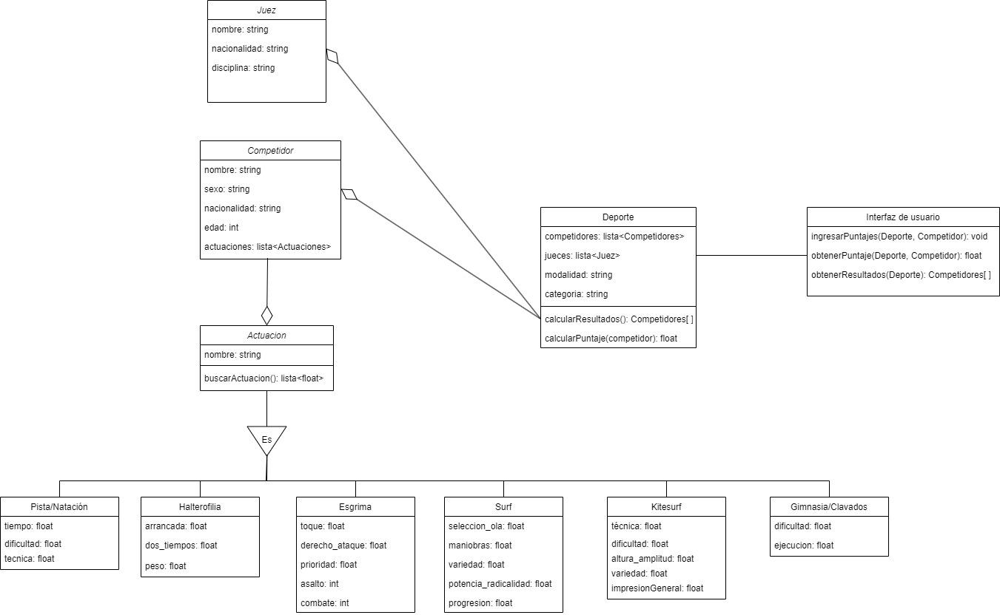 Juez
nombre: string
nacionalidad: string
disciplina: string
Competidor
nombre: string
sexo: string
nacionalidad: string
edad: int
actuaciones: lista<Actuaciones>
Deporte
competidores: lista<Competidores>
jueces: lista<Juez>
modalidad: string
categoria: string
calcularResultados(): Competidores[ ]
calcularPuntaje(competidor): float
Interfaz de usuario
ingresarPuntajes(Deporte, Competidor): void
obtenerPuntaje(Deporte, Competidor): float
obtenerResultados(Deporte): Competidores[ ]
Actuacion
nombre: string
buscarActuacion(): lista<float>
Es
Pista/Natación
tiempo: float
dificultad: float
tecnica: float
Halterofilia
arrancada: float
dos_tiempos: float
peso: float
Esgrima
toque: float
derecho_ataque: float
prioridad: float
asalto: int
combate: int
Surf
seleccion_ola: float
maniobras: float
variedad: float
potencia_radicalidad: float
progresion: float
Kitesurf
técnica: float
dificultad: float
altura_amplitud: float
variedad: float
impresionGeneral: float
Gimnasia/Clavados
dificultad: float
ejecucion: float